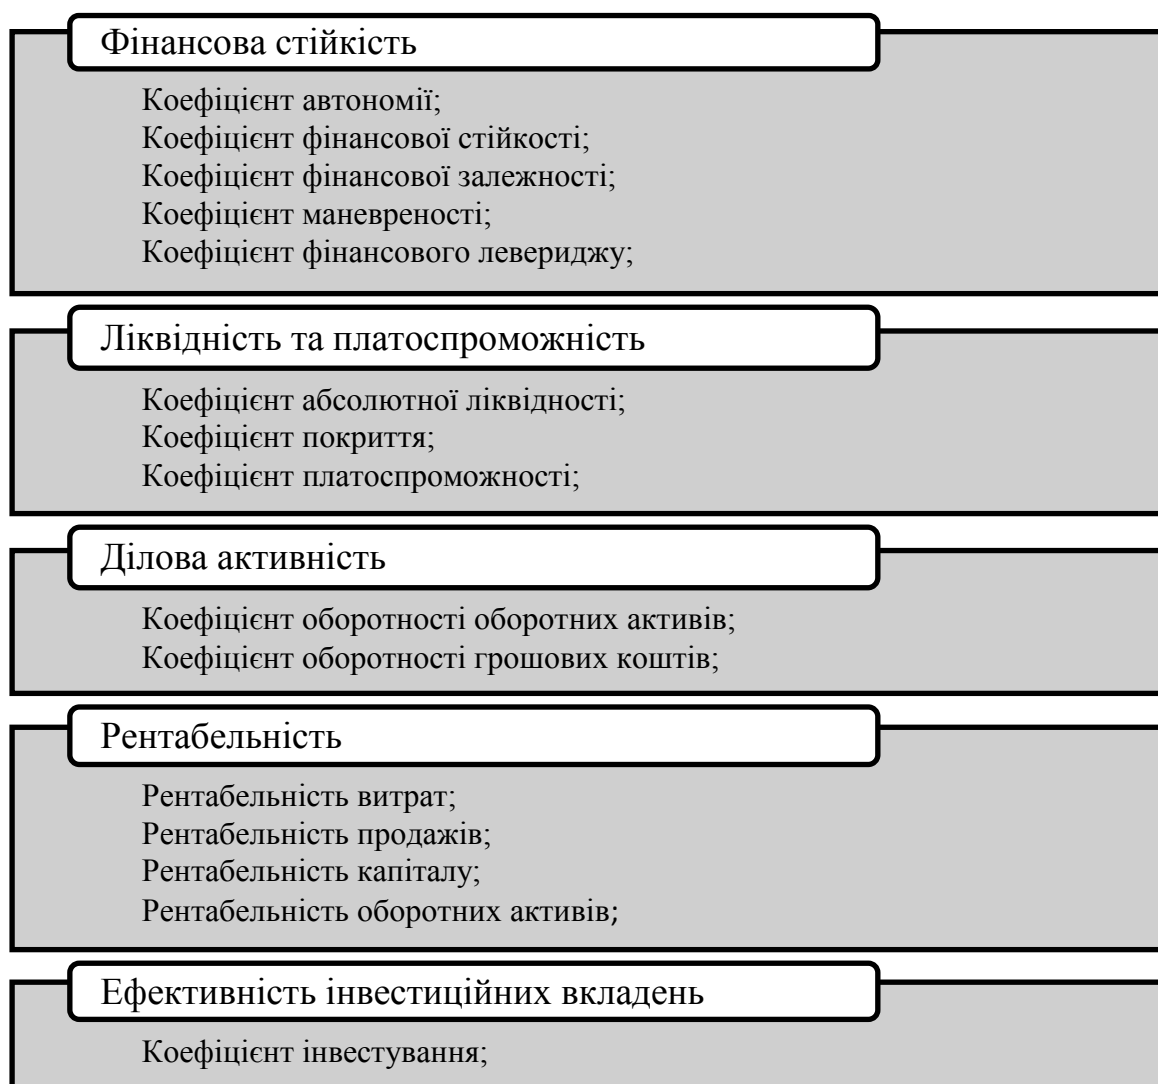 Фінансова стійкість
Коефіцієнт автономії;
Коефіцієнт фінансової стійкості;
Коефіцієнт фінансової залежності;
Коефіцієнт маневреності;
Коефіцієнт фінансового левериджу;
Ліквідність та платоспроможність
Коефіцієнт абсолютної ліквідності;
Коефіцієнт покриття;
Коефіцієнт платоспроможності;
Ділова активність
Коефіцієнт оборотності оборотних активів;
Коефіцієнт оборотності грошових коштів;
Рентабельність
Рентабельність витрат;
Рентабельність продажів;
Рентабельність капіталу;
Рентабельність оборотних активів;
Ефективність інвестиційних вкладень
Коефіцієнт інвестування;